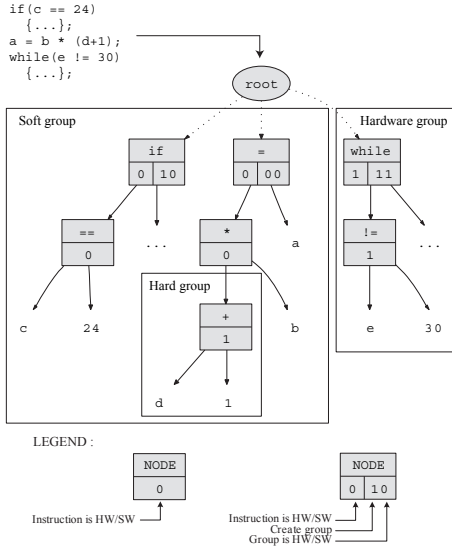 if(c == 24)
{...};
a = b * (d+1);
while(e != 30)
{...};
root
Soft group
Hardware group
if
0 10
=
0 00
while
1 11
==
0
...
*
0
a
!=
1
...
Hard group
c
24
+
1
b
e
30
d
1
LEGEND :
NODE
0
Instruction is HW/SW
NODE
0 10
Instruction is HW/SW
Create group
Group is HW/SW